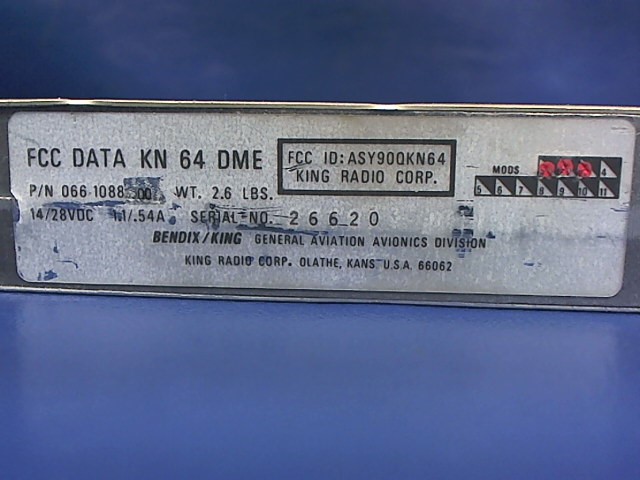 FCC DATA KN 64 DME
FCC ID: ASY90QKN64
KING RADIO CORP.
MODS 4
5 6 7 8 9 10 11
P/N 066 1088 00 WT. 2.6 LBS.
14/28VDC 1.1/.54A SERIAL NO. 26620
BENDIX/KING GENERAL AVIATION AVIONICS DIVISION
KING RADIO CORP. OLATHE, KANS U.S.A. 66062